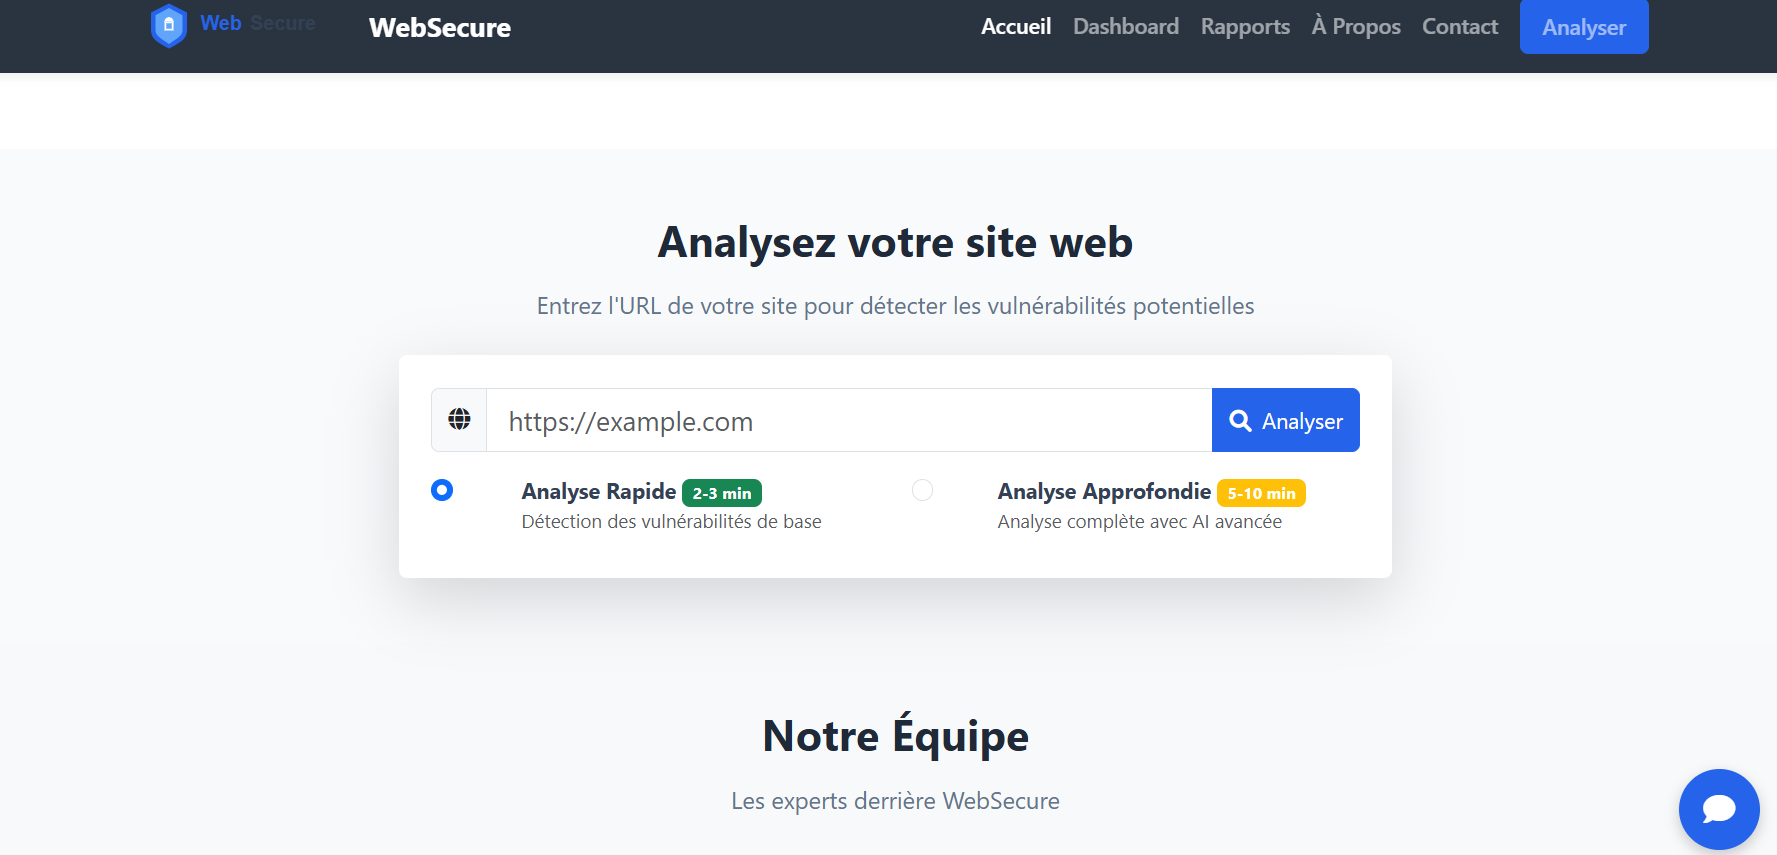 Web Secure
WebSecure
Accueil Dashboard Rapports À Propos Contact Analyser
Analysez votre site web
Entrez l'URL de votre site pour détecter les vulnérabilités potentielles
https://example.com
Analyser
Analyse Rapide 2-3 min
Détection des vulnérabilités de base
Analyse Approfondie 5-10 min
Analyse complète avec AI avancée
Notre Équipe
Les experts derrière WebSecure